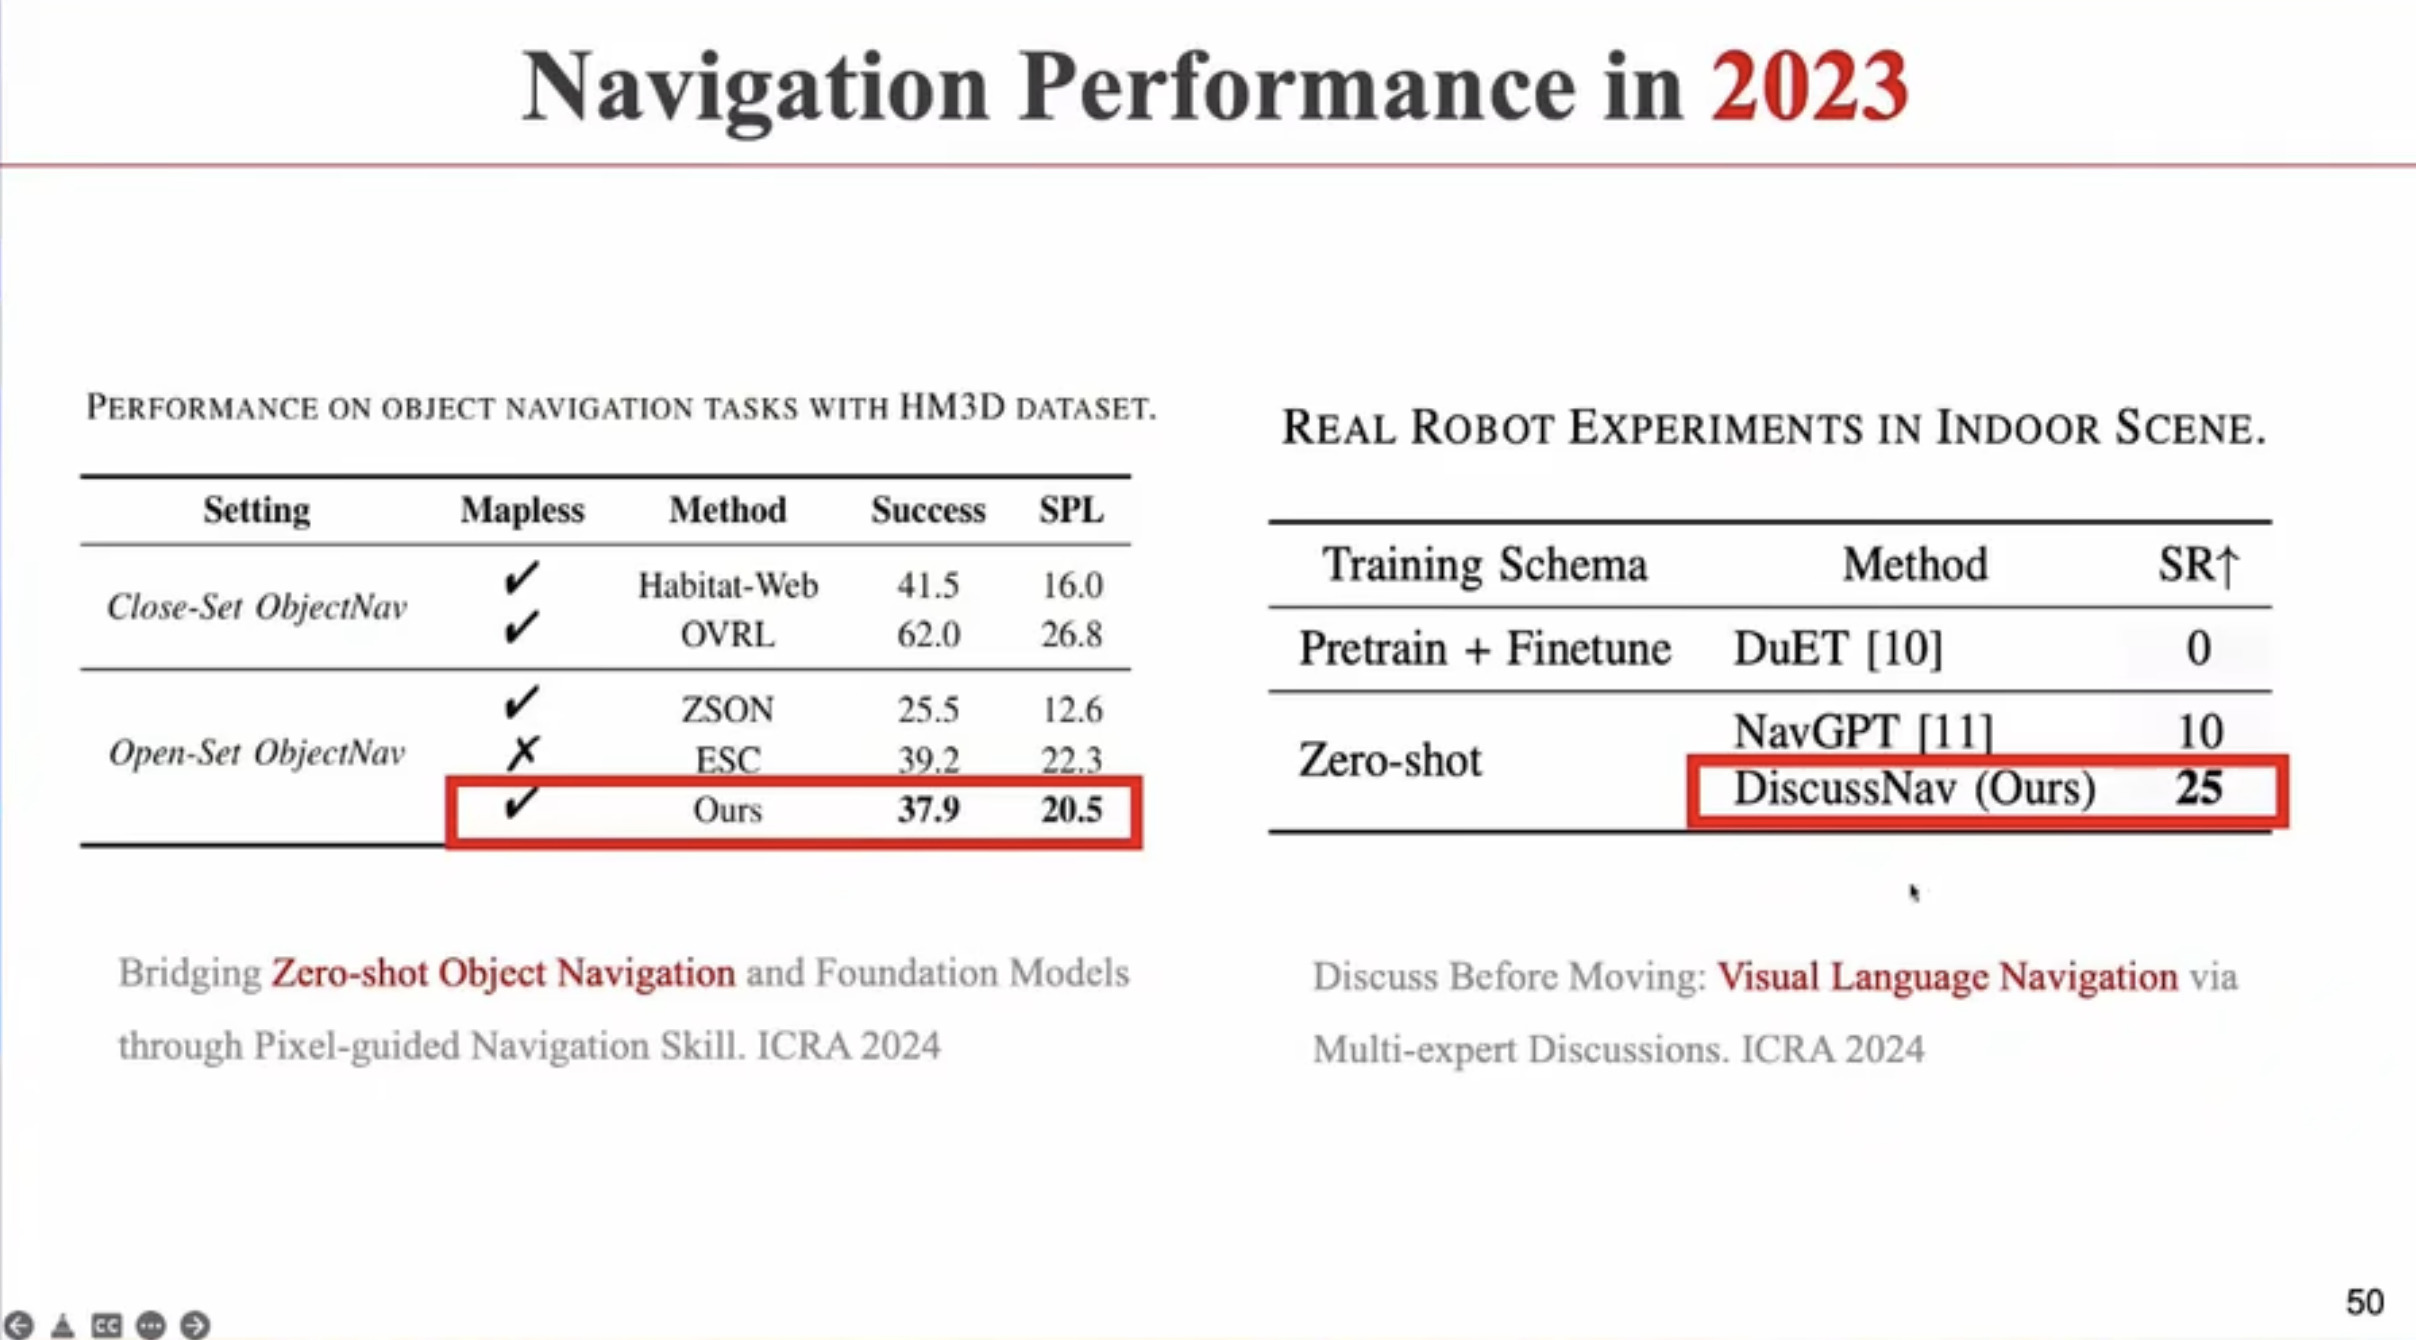 Navigation Performance in 2023
PERFORMANCE ON OBJECT NAVIGATION TASKS WITH HM3D DATASET.
Setting Mapless Method Success SPL
Close-Set ObjectNav
✓ Habitat-Web 41.5 16.0
✓ OVRL 62.0 26.8
Open-Set ObjectNav
✓ ZSON 25.5 12.6
✗ ESC 39.2 22.3
✓ Ours 37.9 20.5
Bridging Zero-shot Object Navigation and Foundation Models
through Pixel-guided Navigation Skill. ICRA 2024
REAL ROBOT EXPERIMENTS IN INDOOR SCENE.
Training Schema Method SR↑
Pretrain + Finetune DuET [10] 0
Zero-shot
NavGPT [11] 10
DiscussNav (Ours) 25
Discuss Before Moving: Visual Language Navigation via
Multi-expert Discussions. ICRA 2024
CC
50